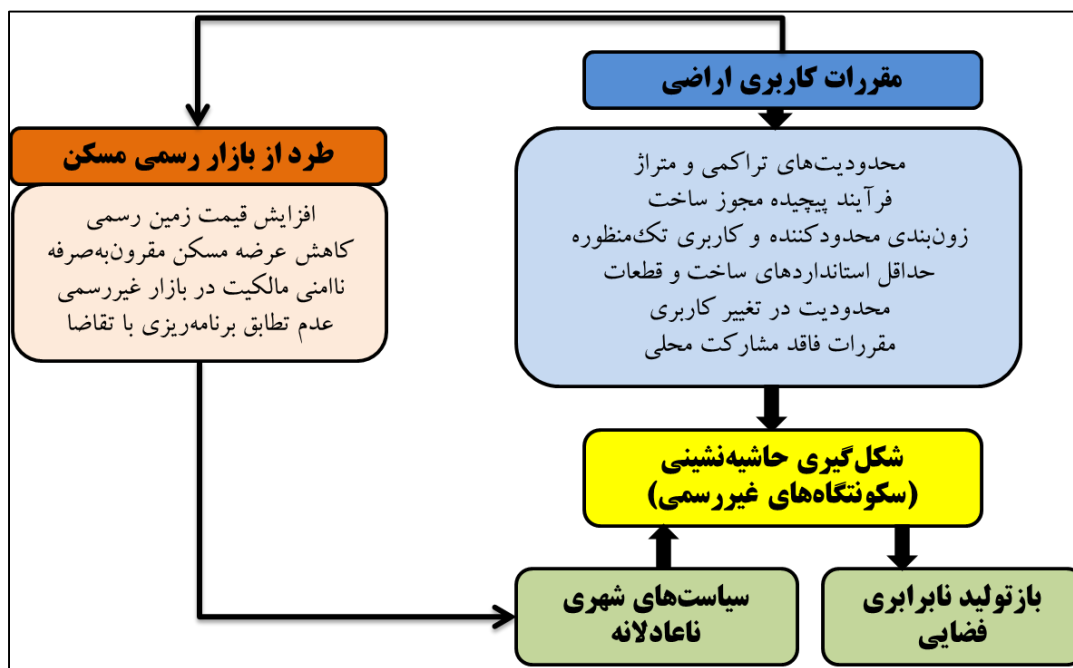 مقررات کاربری اراضی
محدودیت‌های تراکمی و متراژ
فرآیند پیچیده مجوز ساخت
زون‌بندی محدودکننده و کاربری تک‌منظوره
حداقل استانداردهای ساخت و قطعات
محدودیت در تغییر کاربری
مقررات فاقد مشارکت محلی
طرد از بازار رسمی مسکن
افزایش قیمت زمین رسمی
کاهش عرضه مسکن مقرون‌به‌صرفه
ناامنی مالکیت در بازار غیررسمی
عدم تطابق برنامه‌ریزی با تقاضا
شکل‌گیری حاشیه‌نشینی
(سکونتگاه‌های غیررسمی)
بازتولید نابرابری
فضایی
سیاست‌های شهری
ناعادلانه